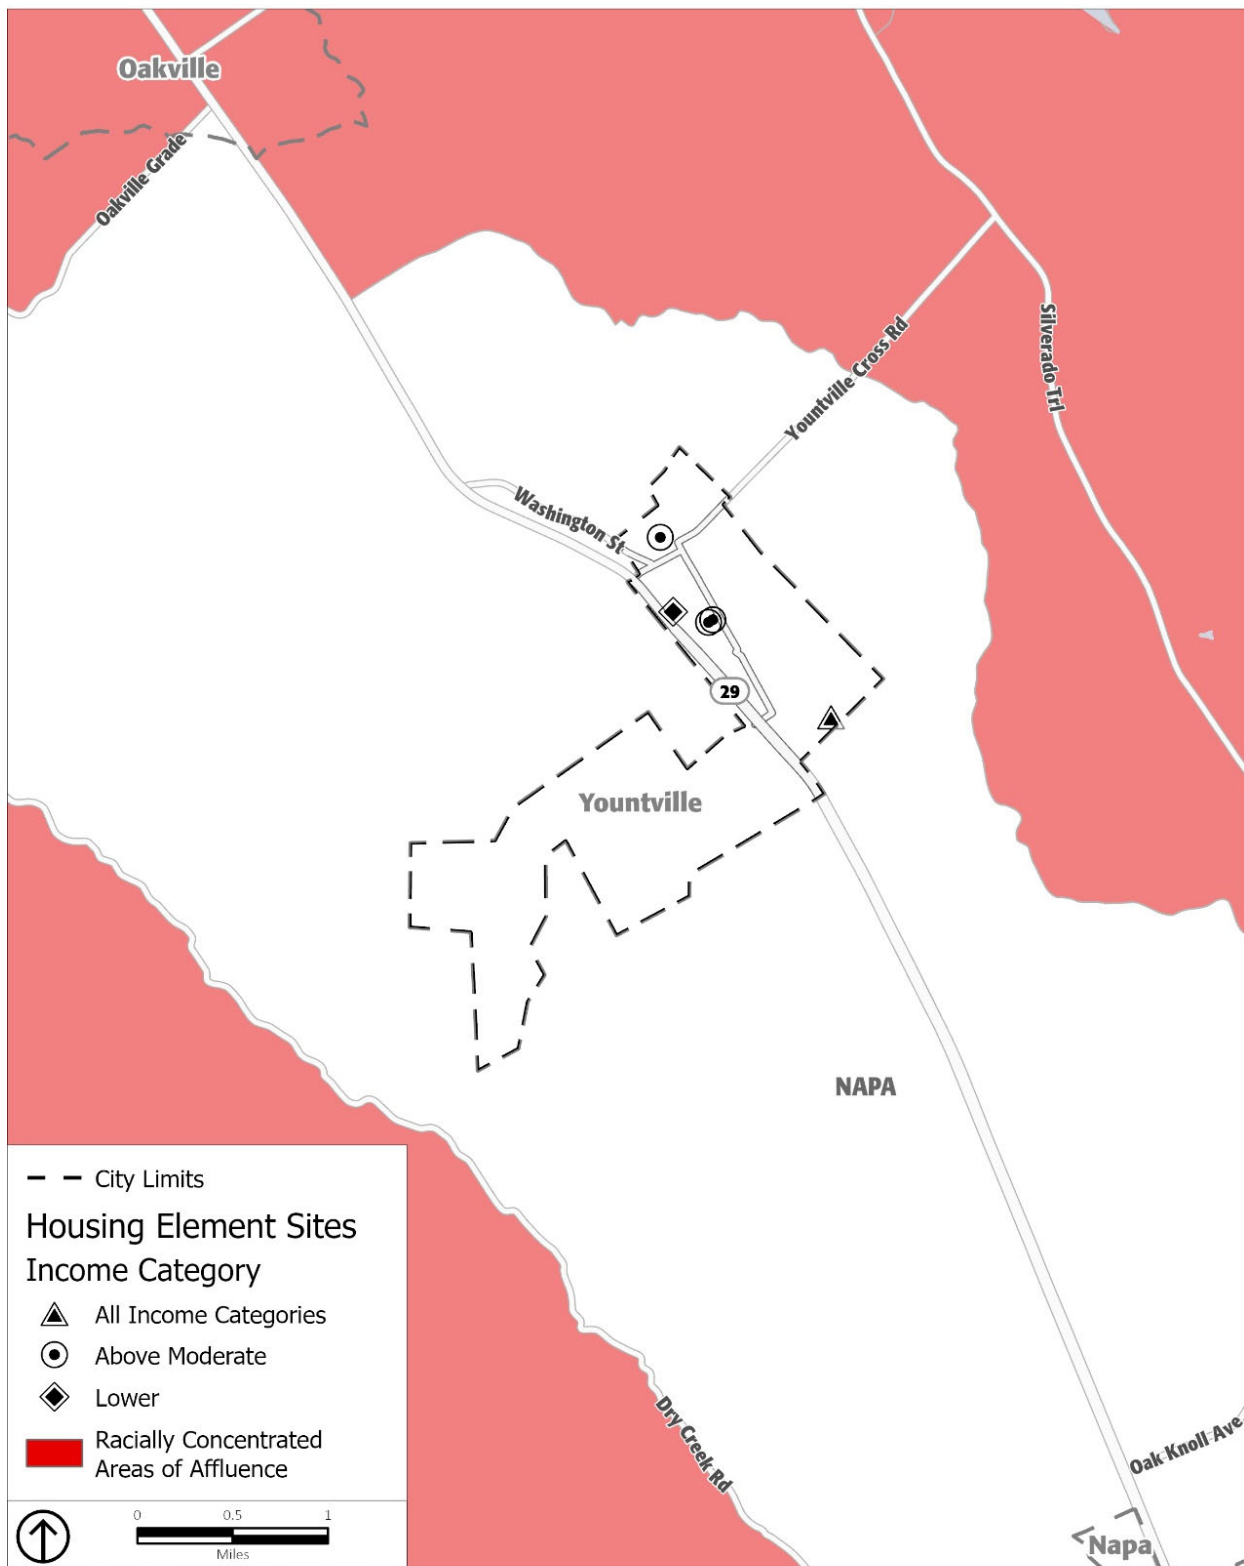 Oakville
Oakville Grade
Silverado Trl
Yountville Cross Rd
Washington St
29
Yountville
NAPA
City Limits
Housing Element Sites
Income Category
All Income Categories
Above Moderate
Lower
Racially Concentrated
Areas of Affluence
Dry Creek Rd
Oak Knoll Ave
0 0.5 1
Miles
Napa